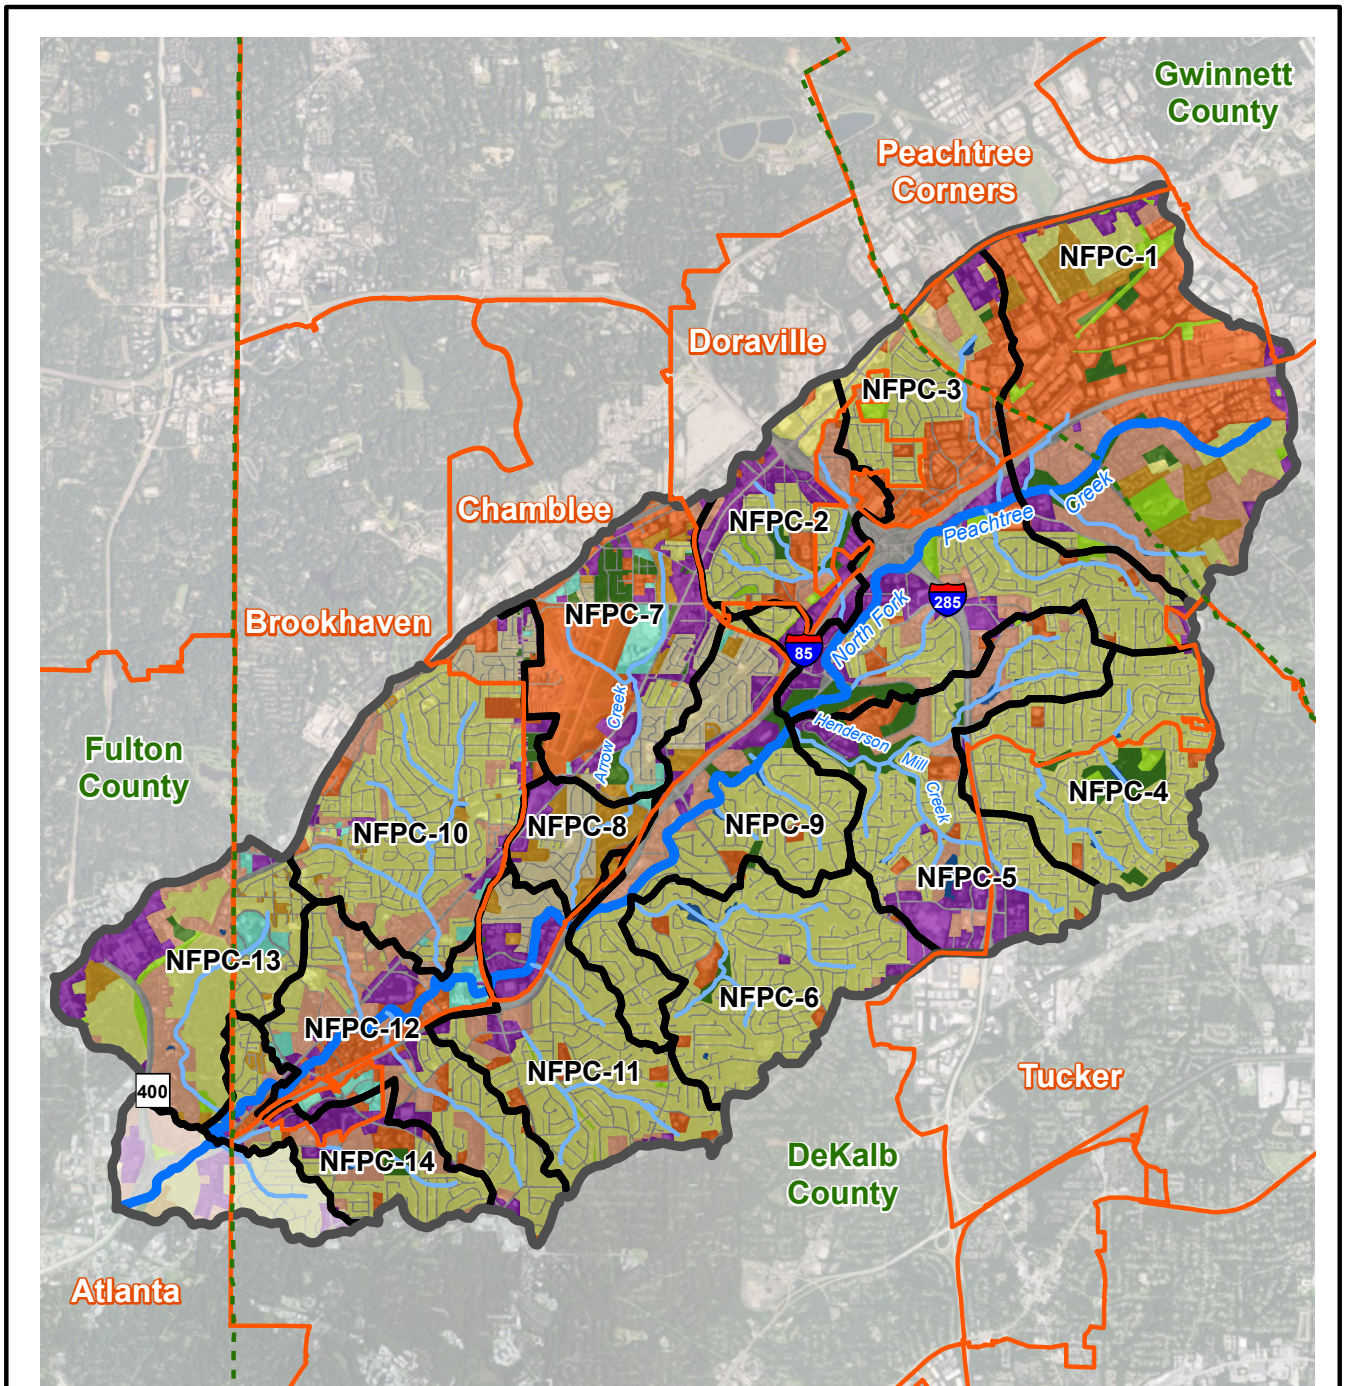 Gwinnett
County
Peachtree
Corners
NFPC-1
Doraville
NFPC-3
Chamblee
NFPC-2
Peachtree
Creek
Brookhaven
NFPC-7
285
85
North Fork
Fulton
County
Arrow Creek
Henderson
Mill
Creek
NFPC-4
NFPC-10
NFPC-8
NFPC-9
NFPC-5
NFPC-13
NFPC-6
NFPC-12
NFPC-11
400
Tucker
NFPC-14
DeKalb
County
Atlanta